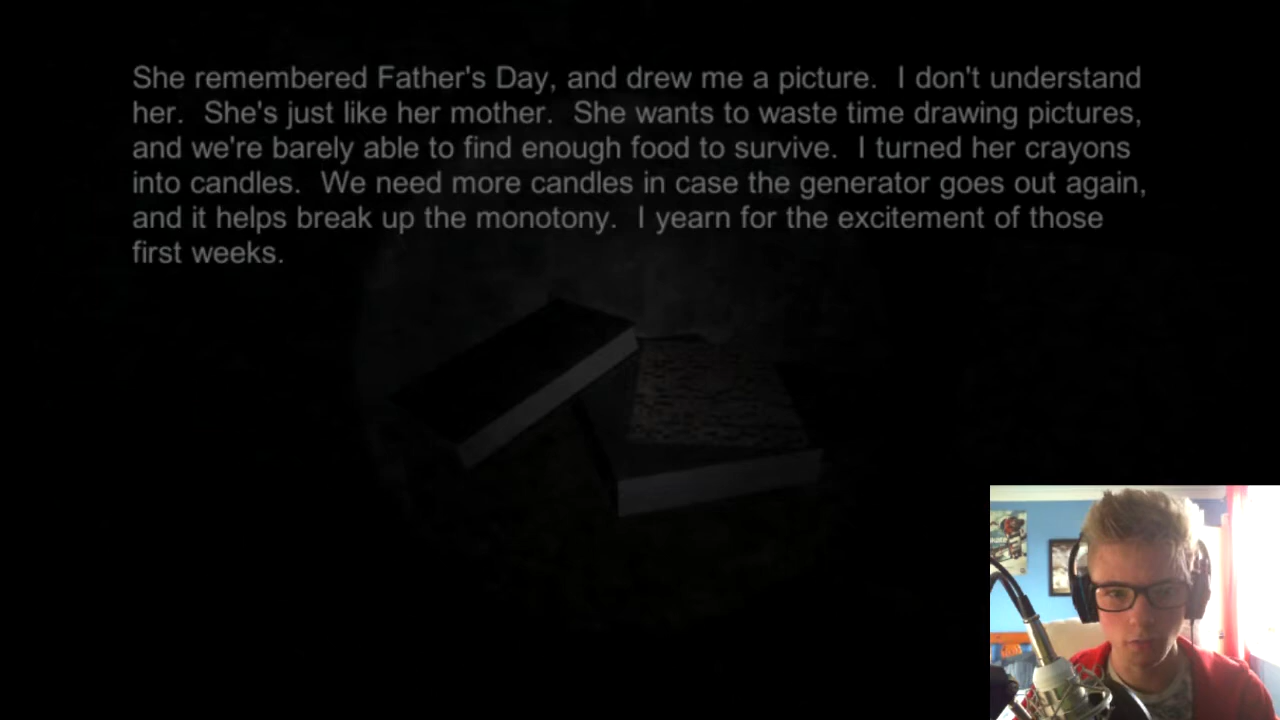 She remembered Father's Day, and drew me a picture.  I don't understand
her.  She's just like her mother.  She wants to waste time drawing pictures,
and we're barely able to find enough food to survive.  I turned her crayons
into candles.  We need more candles in case the generator goes out again,
and it helps break up the monotony.  I yearn for the excitement of those
first weeks.